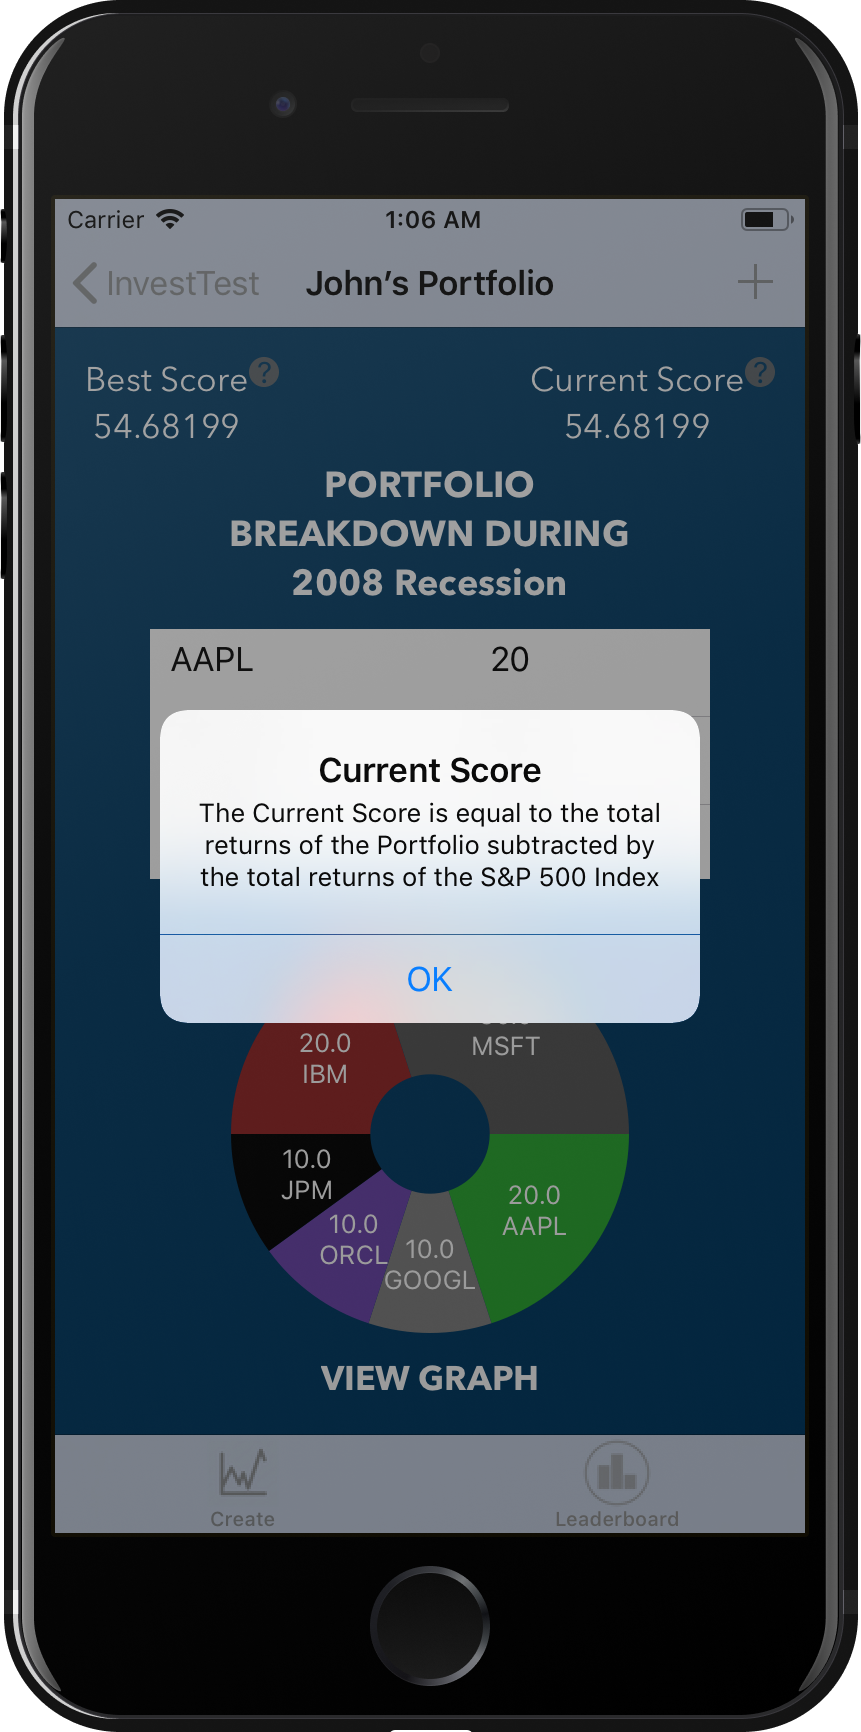 Carrier 1:06 AM
InvestTest John’s Portfolio
Best Score ? Current Score ?
54.68199 54.68199
PORTFOLIO
BREAKDOWN DURING
2008 Recession
AAPL 20
Current Score
The Current Score is equal to the total
returns of the Portfolio subtracted by
the total returns of the S&P 500 Index
OK
20.0
IBM
MSFT
10.0
JPM
10.0
ORCL
10.0
GOOGL
20.0
AAPL
VIEW GRAPH
Create Leaderboard